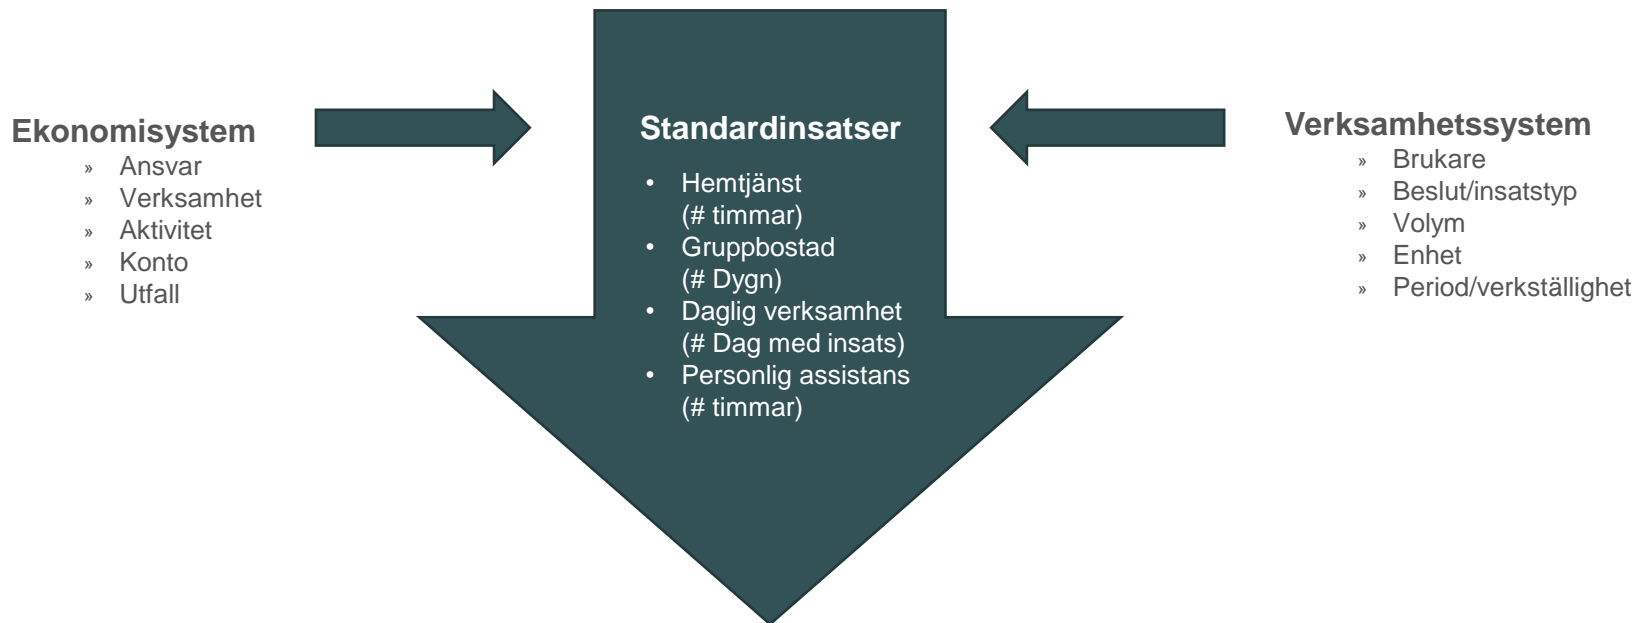 Ekonomisystem
» Ansvar
» Verksamhet
» Aktivitet
» Konto
» Utfall
Standardinsatser
• Hemtjänst
(# timmar)
• Gruppbostad
(# Dygn)
• Daglig verksamhet
(# Dag med insats)
• Personlig assistans
(# timmar)
Verksamhetssystem
» Brukare
» Beslut/insatstyp
» Volym
» Enhet
» Period/verkställighet